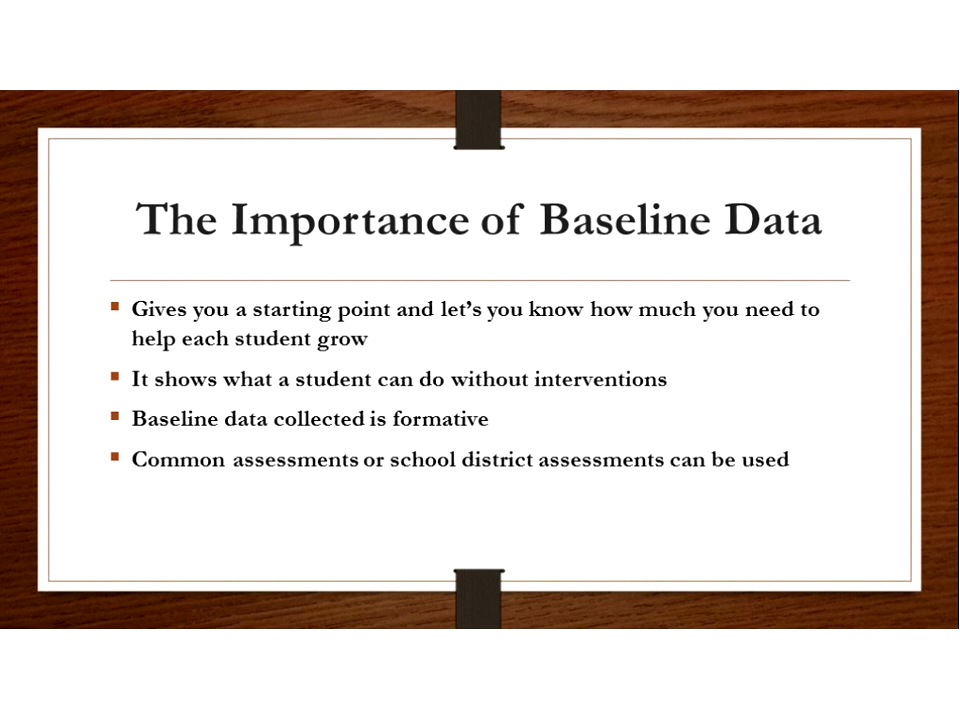 The Importance of Baseline Data
▪ Gives you a starting point and let’s you know how much you need to
help each student grow
▪ It shows what a student can do without interventions
▪ Baseline data collected is formative
▪ Common assessments or school district assessments can be used